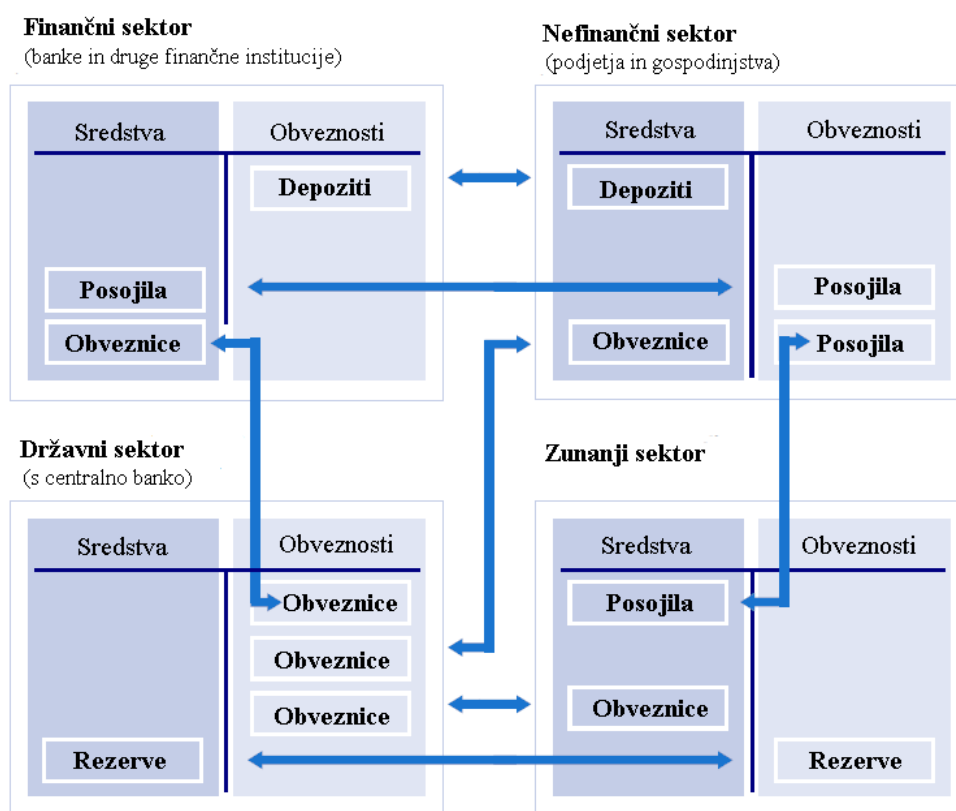 Finančni sektor
(banke in druge finančne institucije)
Sredstva
Obveznosti
Depoziti
Posojila
Obveznice
Nefinančni sektor
(podjetja in gospodinjstva)
Sredstva
Obveznosti
Depoziti
Posojila
Obveznice
Posojila
Državni sektor
(s centralno banko)
Sredstva
Obveznosti
Obveznice
Obveznice
Obveznice
Rezerve
Zunanji sektor
Sredstva
Obveznosti
Posojila
Obveznice
Rezerve